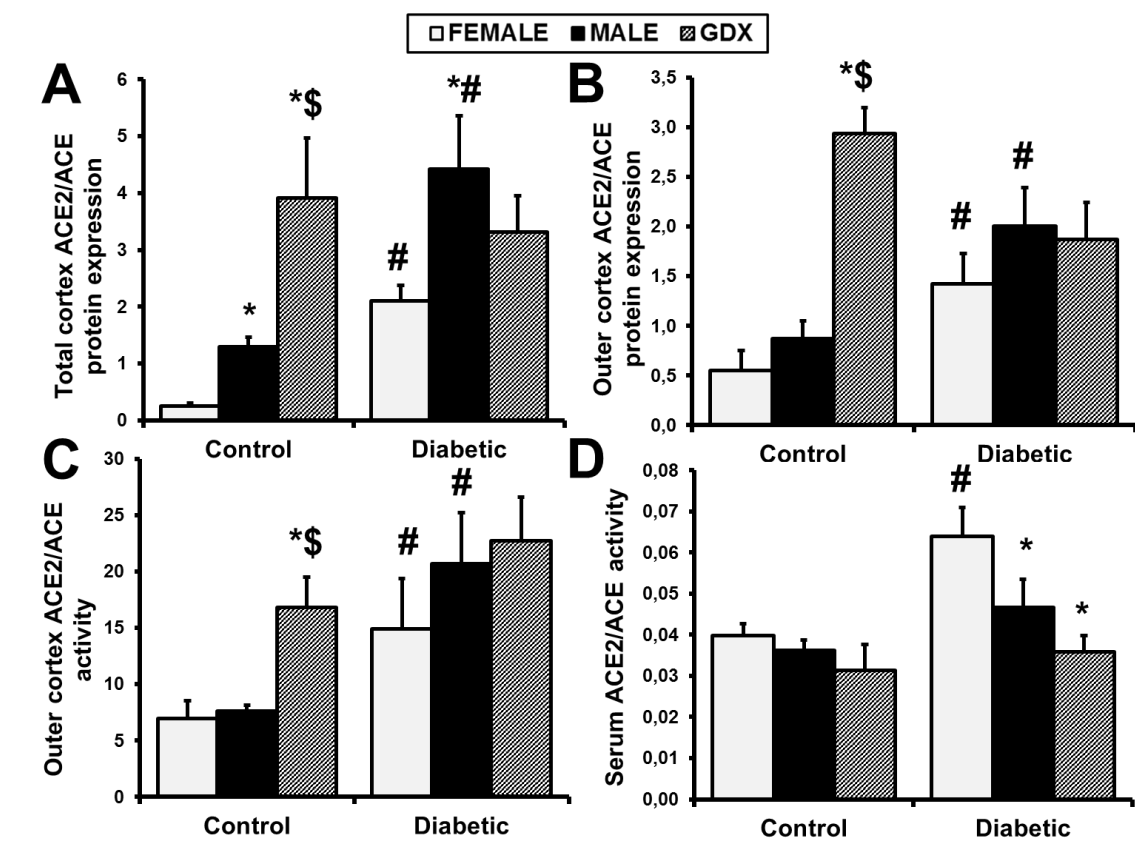 FEMALE MALE GDX
A
Total cortex ACE2/ACE
protein expression
6
5
4
3
2
1
0
*
*$
#
*#
Control Diabetic
B
Outer cortex ACE2/ACE
protein expression
3,5
3,0
2,5
2,0
1,5
1,0
0,5
0,0
*$
#
#
Control Diabetic
C
Outer cortex ACE2/ACE
activity
30
25
20
15
10
5
0
*$
#
#
Control Diabetic
D
Serum ACE2/ACE activity
0,08
0,07
0,06
0,05
0,04
0,03
0,02
0,01
0,00
#
*
*
Control Diabetic